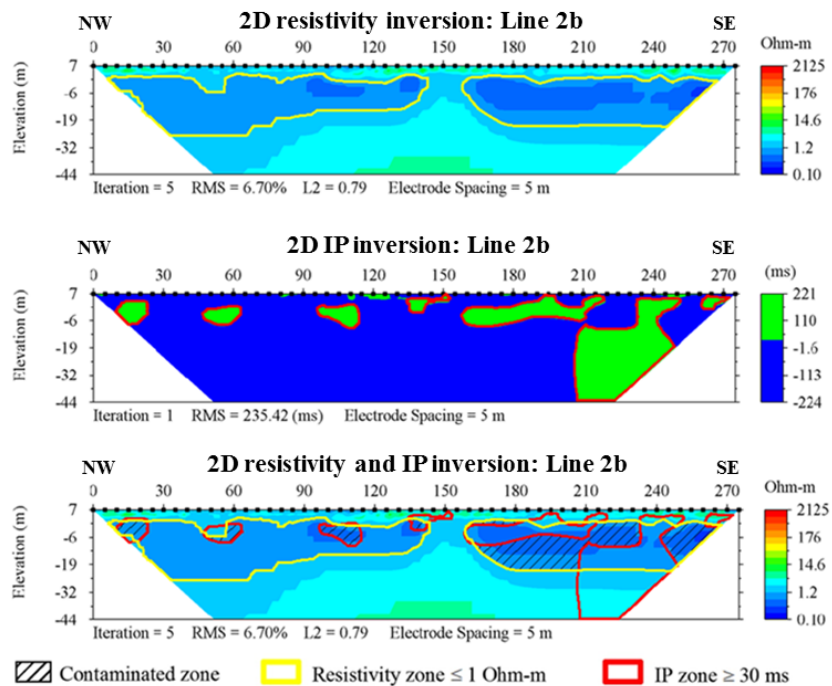 2D resistivity inversion: Line 2b
NW SE
0 30 60 90 120 150 180 210 240 270 Ohm-m
Elevation (m)
7 2125
-6 97.6
-19 14.6
-32 1.2
-44 0.10
Iteration = 5 RMS = 6.70% L2 = 0.79 Electrode Spacing = 5 m
2D IP inversion: Line 2b
NW SE
0 30 60 90 120 150 180 210 240 270 (ms)
Elevation (m)
7 221
-6 110
-19 -1.6
-32 -113
-44 -224
Iteration = 1 RMS = 235.42 (ms) Electrode Spacing = 5 m
2D resistivity and IP inversion: Line 2b
NW SE
0 30 60 90 120 150 180 210 240 270 Ohm-m
Elevation (m)
7 2125
-6 97.6
-19 14.6
-32 1.2
-44 0.10
Iteration = 5 RMS = 6.70% L2 = 0.79 Electrode Spacing = 5 m
Contaminated zone Resistivity zone ≤ 1 Ohm-m IP zone ≥ 30 ms